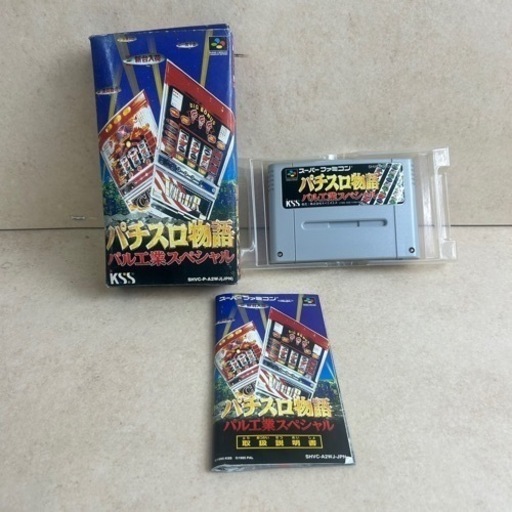 パチスロ物語
パル工業スペシャル
KSS
SHVC-P-A2WJ(JPN)
スーパーファミコン
パチスロ物語
パル工業スペシャル
KSS
スーパーファミコン
パチスロ物語
パル工業スペシャル
取扱説明書
SHVC-A2WJ-JPN